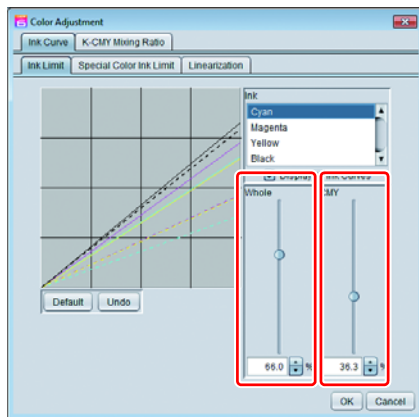 Color Adjustment
Ink Curve K-CMY Mixing Ratio
Ink Limit Special Color Ink Limit Linearization
Ink
Cyan
Magenta
Yellow
Black
Display Ink Curves
Whole CMY
Default Undo
66.0 % 36.3 %
OK Cancel